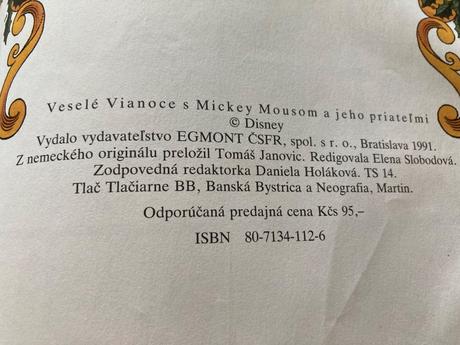 Veselé Vianoce s Mickey Mousom a jeho priateľmi
© Disney
Vydalo vydavateľstvo EGMONT ČSFR, spol. s r. o., Bratislava 1991.
Z nemeckého originálu preložil Tomáš Janovic. Redigovala Elena Slobodová.
Zodpovedná redaktorka Daniela Holáková. TS 14.
Tlač Tlačiarne BB, Banská Bystrica a Neografia, Martin.
Odporúčaná predajná cena Kčs 95,–
ISBN 80-7134-112-6